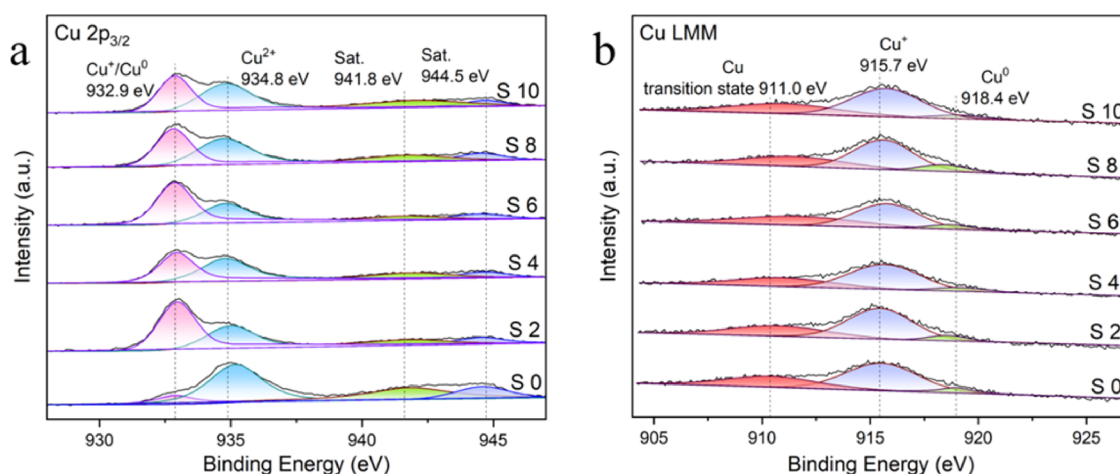 a
Cu 2p3/2
Cu+/Cu0
932.9 eV
Cu2+
934.8 eV
Sat.
941.8 eV
Sat.
944.5 eV
S 10
S 8
S 6
S 4
S 2
S 0
Intensity (a.u.)
930
935
940
945
Binding Energy (eV)
b
Cu LMM
Cu
transition state 911.0 eV
Cu+
915.7 eV
Cu0
918.4 eV
S 10
S 8
S 6
S 4
S 2
S 0
Intensity (a.u.)
905
910
915
920
925
Binding Energy (eV)